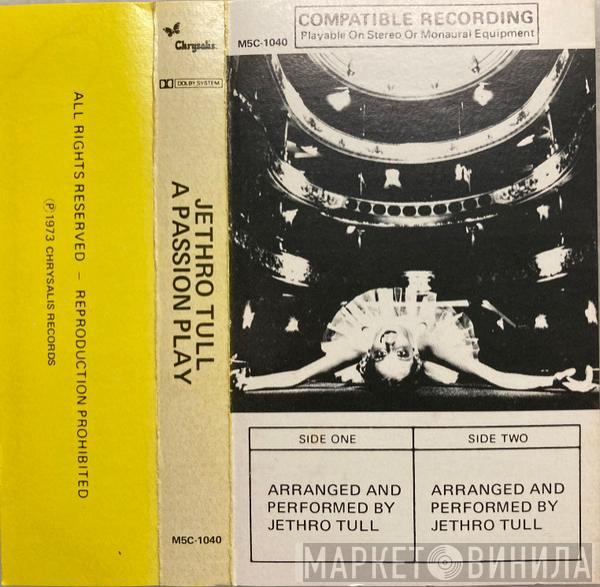 ALL RIGHTS RESERVED – REPRODUCTION PROHIBITED
Ⓟ 1973 CHRYSALIS RECORDS
Chrysalis.
DOLBY SYSTEM
JETHRO TULL
A PASSION PLAY
M5C-1040
COMPATIBLE RECORDING
Playable On Stereo Or Monaural Equipment
M5C-1040
SIDE ONE
ARRANGED AND
PERFORMED BY
JETHRO TULL
SIDE TWO
ARRANGED AND
PERFORMED BY
JETHRO TULL
МАРКЕТ ВИНИЛА